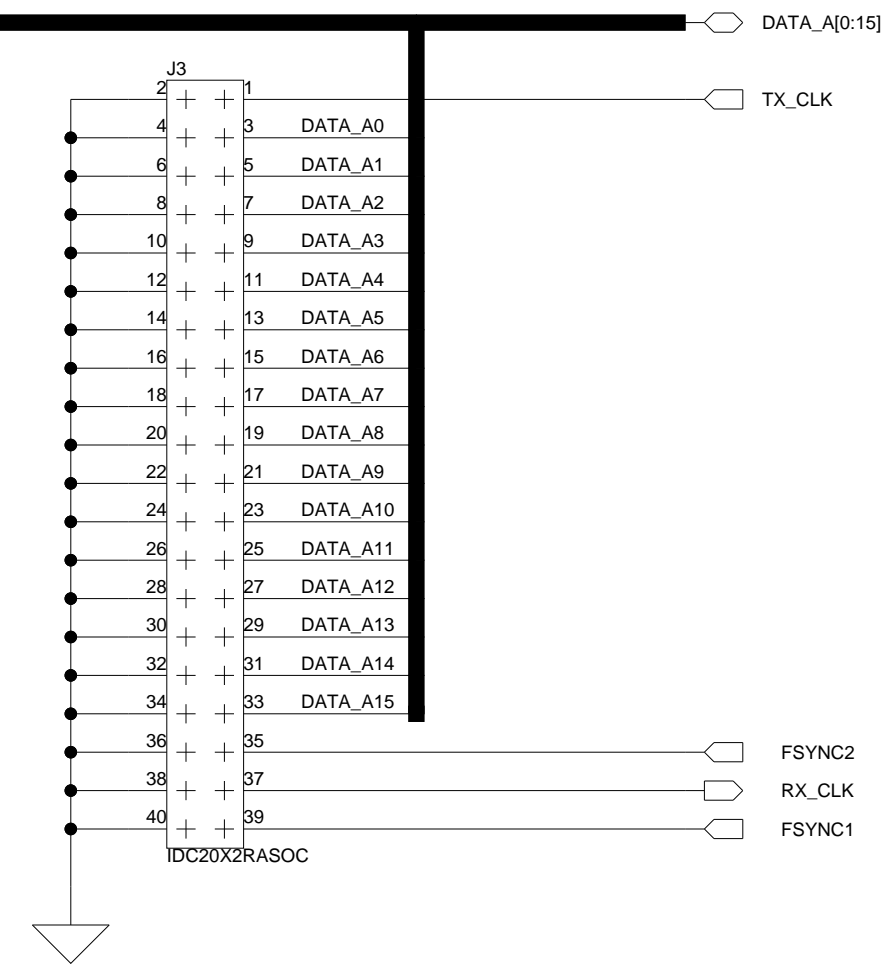 DATA_A[0:15]
J3
2 1 TX_CLK
4 3 DATA_A0
6 5 DATA_A1
8 7 DATA_A2
10 9 DATA_A3
12 11 DATA_A4
14 13 DATA_A5
16 15 DATA_A6
18 17 DATA_A7
20 19 DATA_A8
22 21 DATA_A9
24 23 DATA_A10
26 25 DATA_A11
28 27 DATA_A12
30 29 DATA_A13
32 31 DATA_A14
34 33 DATA_A15
36 35 FSYNC2
38 37 RX_CLK
40 39 FSYNC1
IDC20X2RASOC